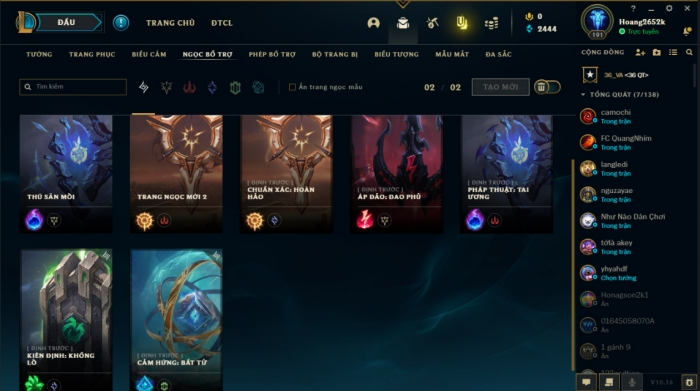 ĐẤU
TRANG CHỦ
ĐTCL
0
2444
191
Hoang2652k
Trực tuyến
TƯỚNG
TRANG PHỤC
BIỂU CẢM
NGỌC BỔ TRỢ
PHÉP BỔ TRỢ
BỘ TRANG BỊ
BIỂU TƯỢNG
MẪU MẮT
ĐA SẮC
CỘNG ĐỒNG
Tìm kiếm
Ẩn trang ngọc mẫu
02 / 02
TẠO MỚI
36_VA <36 QT>
TỔNG QUÁT (7/138)
camochi
Trong trận
FC QuangNhim
Trong trận
langledi
Trong trận
nguzayae
Trong trận
Như Nào Dân Chơi
Trong trận
tôtà akey
Trong trận
yhyahdf
Chọn tướng
Honagson2k1
Ẩn
01645058070A
Ẩn
1 gánh 9
Ẩn
THÚ SĂN MỒI
TRANG NGỌC MỚI 2
[ ĐỊNH TRƯỚC ]
CHUẨN XÁC: HOÀN
HẢO
[ ĐỊNH TRƯỚC ]
ÁP ĐẢO: ĐAO PHỦ
[ ĐỊNH TRƯỚC ]
PHÁP THUẬT: TAI
ƯƠNG
[ ĐỊNH TRƯỚC ]
KIÊN ĐỊNH: KHỔNG
LỒ
[ ĐỊNH TRƯỚC ]
CẢM HỨNG: BẤT TỬ
V10.16